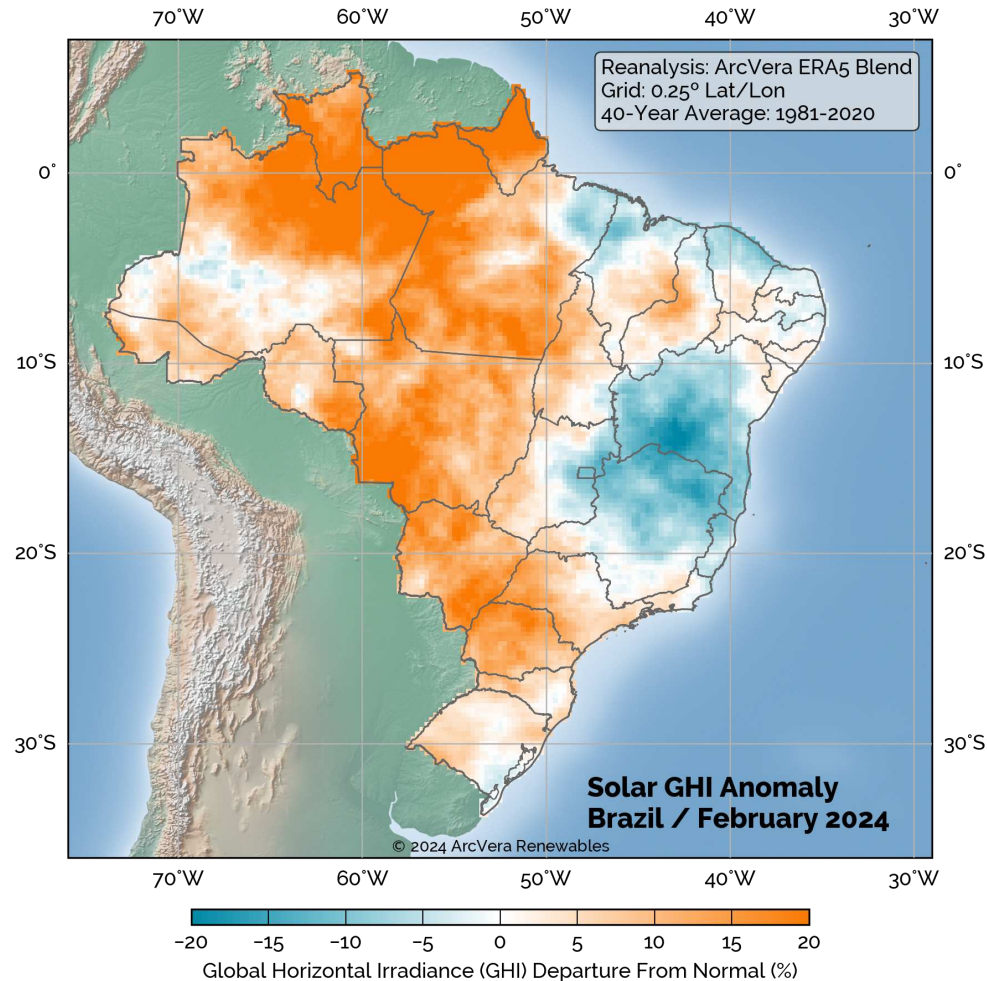 70°W 60°W 50°W 40°W 30°W
Reanalysis: ArcVera ERA5 Blend
Grid: 0.25º Lat/Lon
40-Year Average: 1981-2020
0° 0°
10°S 10°S
20°S 20°S
30°S 30°S
Solar GHI Anomaly
Brazil / February 2024
© 2024 ArcVera Renewables
70°W 60°W 50°W 40°W 30°W
−20 −15 −10 −5 0 5 10 15 20
Global Horizontal Irradiance (GHI) Departure From Normal (%)